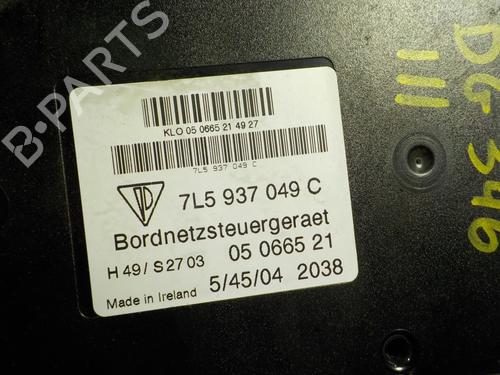 KLO 05 0665 21 49 27
7L5 937 049 C
7L5 937 049 C
Bordnetzsteuergeraet
H 49/ S 27 03 05 0665 21
Made in Ireland 5/45/04 2038
DG 346
III
B-PARTS